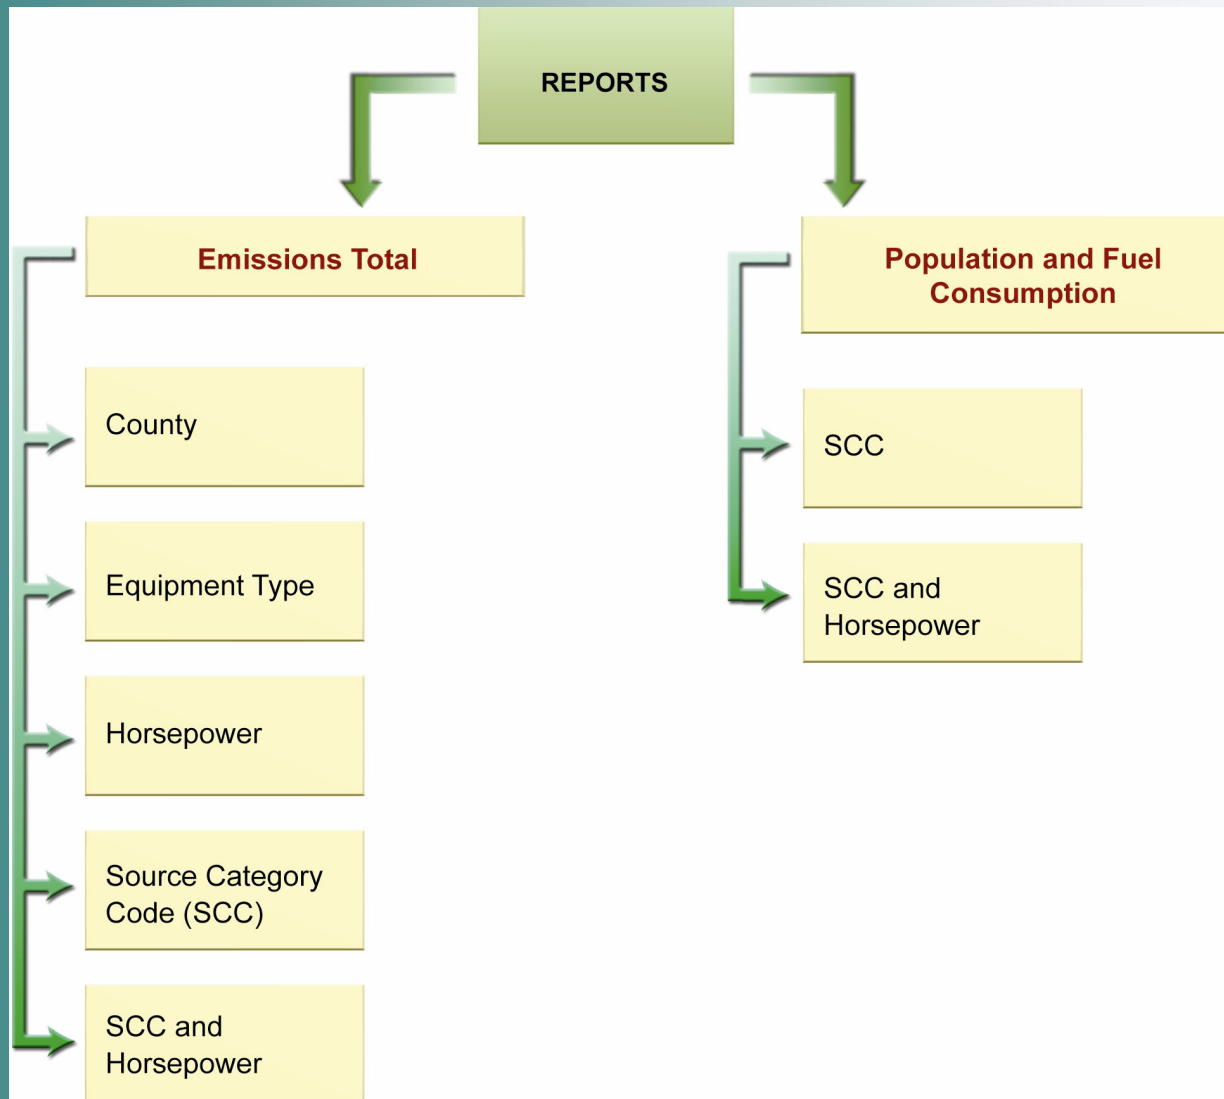 REPORTS
Emissions Total
County
Equipment Type
Horsepower
Source Category
Code (SCC)
SCC and
Horsepower
Population and Fuel
Consumption
SCC
SCC and
Horsepower